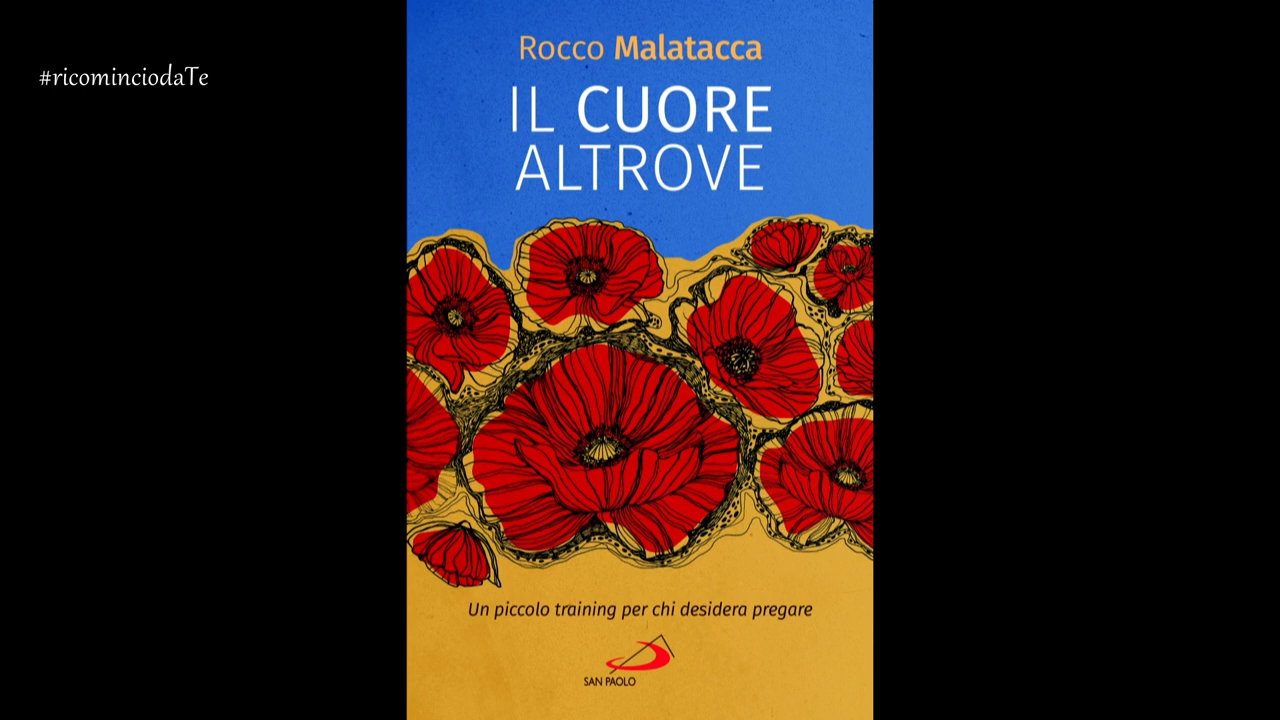 #ricominciodaTe
Rocco Malatacca
IL CUORE
ALTROVE
Un piccolo training per chi desidera pregare
SAN PAOLO